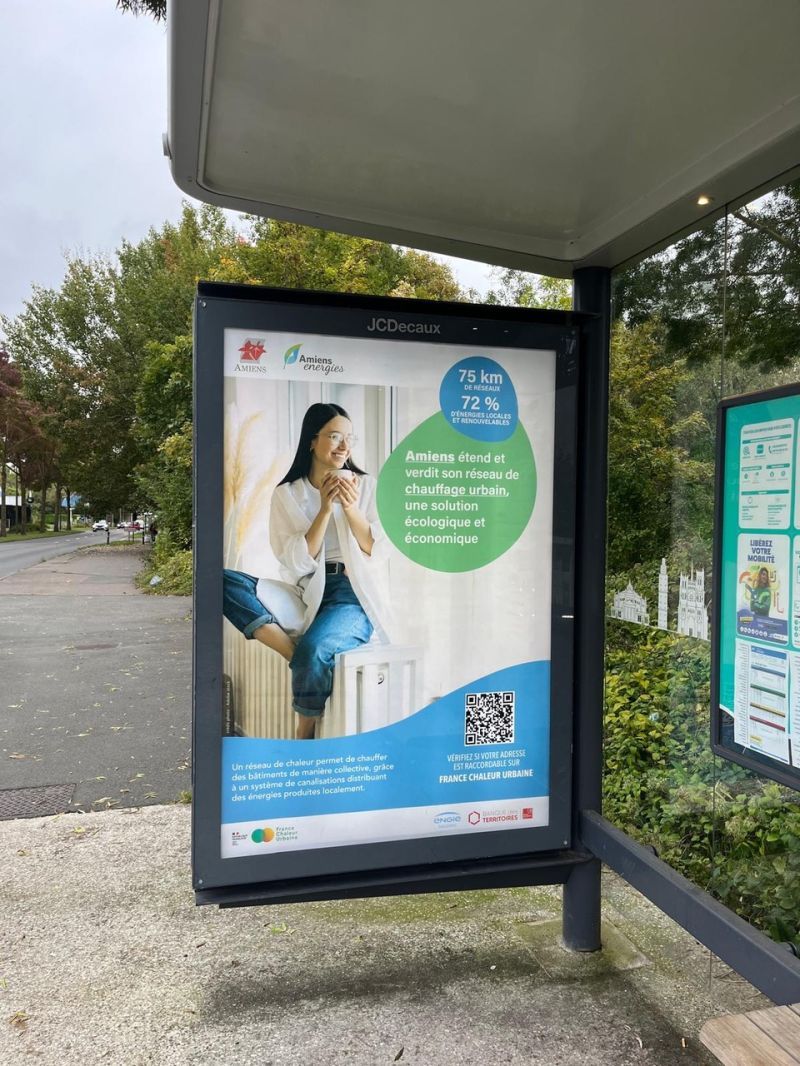 JCDecaux
AMIENS
Amiens
énergies
75 km
DE RÉSEAUX
72 %
D'ÉNERGIES LOCALES
ET RENOUVELABLES
Amiens étend et
verdit son réseau de
chauffage urbain,
une solution
écologique et
économique
Un réseau de chaleur permet de chauffer
des bâtiments de manière collective, grâce
à un système de canalisations distribuant
des énergies produites localement.
VÉRIFIEZ SI VOTRE ADRESSE
EST RACCORDABLE SUR
FRANCE CHALEUR URBAINE
France
Chaleur
Urbaine
ENGIE
BANQUE des
TERRITOIRES
LIBÉREZ
VOTRE
MOBILITÉ